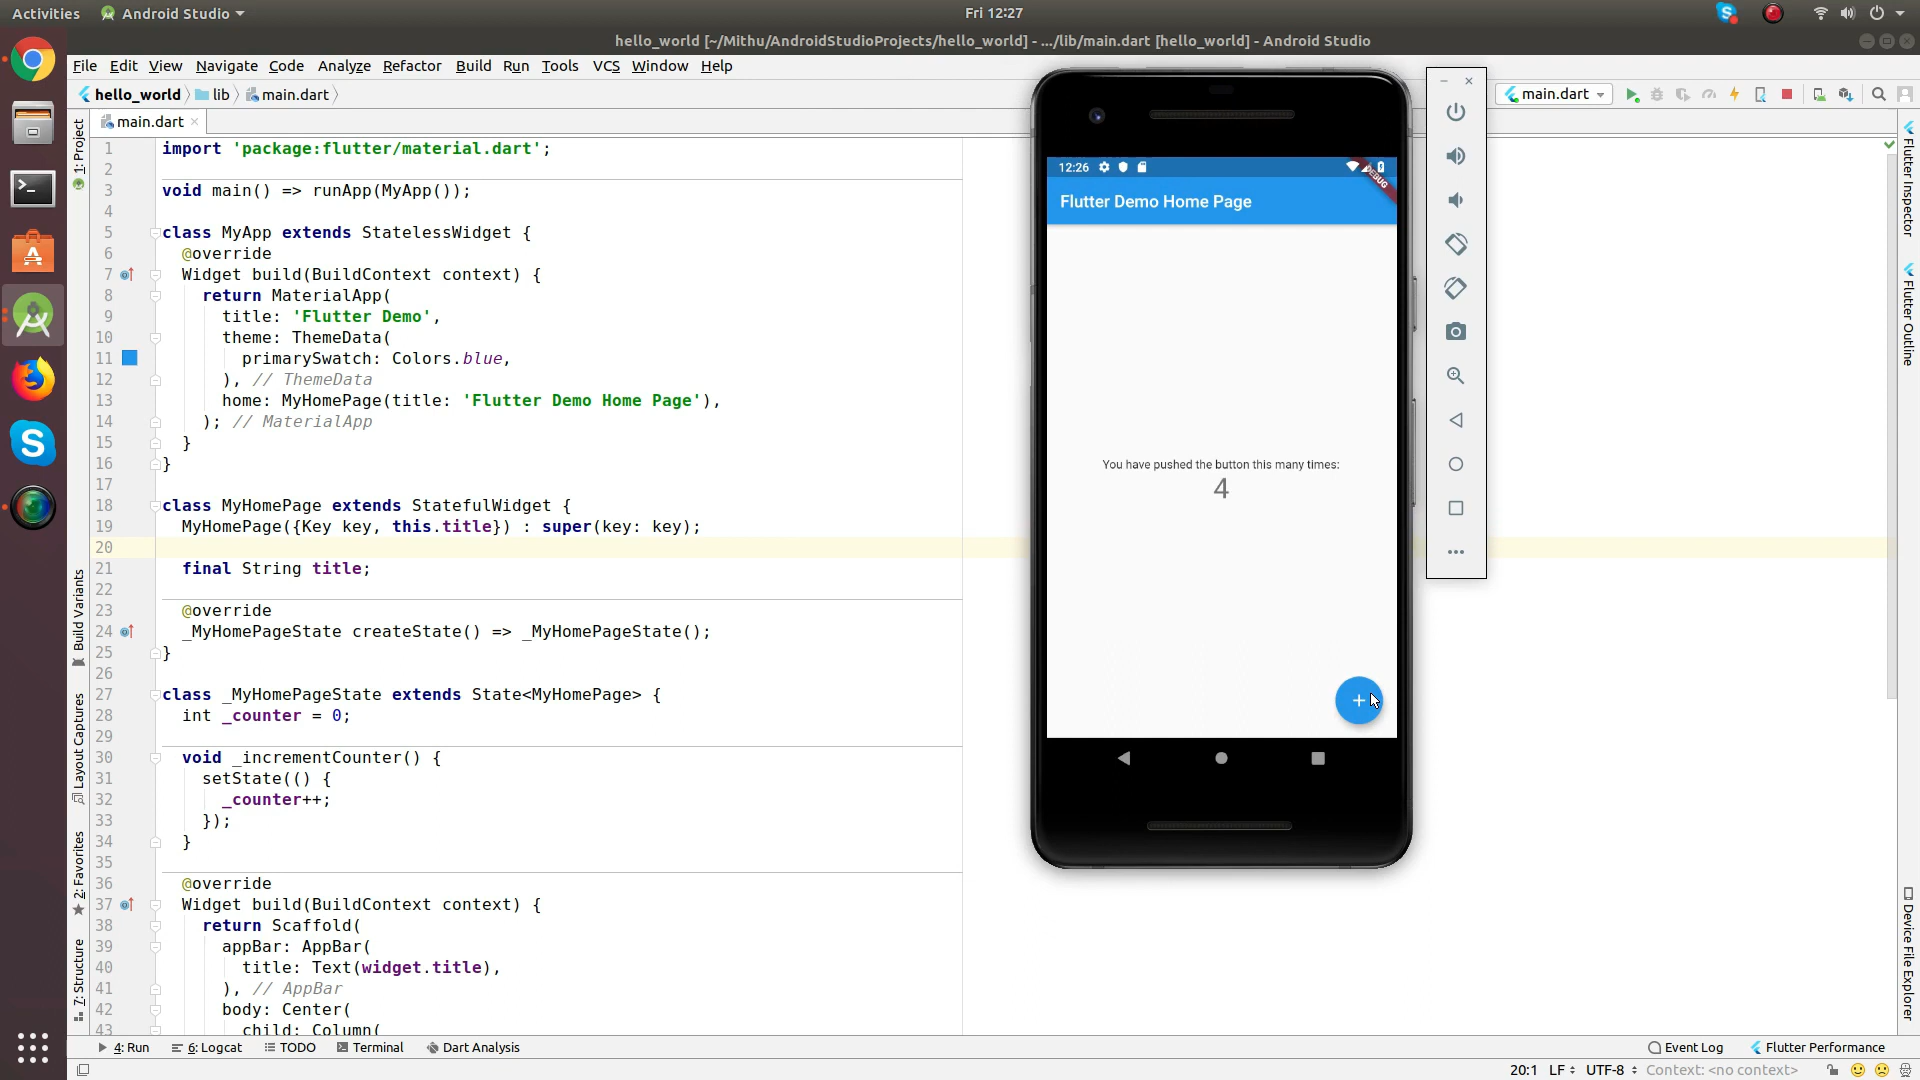 Activities Android Studio Fri 12:27
hello_world [~/Mithu/AndroidStudioProjects/hello_world] - .../lib/main.dart [hello_world] - Android Studio
File Edit View Navigate Code Analyze Refactor Build Run Tools VCS Window Help
hello_world lib main.dart
main.dart
main.dart
1: Project
Build Variants
Layout Captures
2: Favorites
7: Structure
1 import 'package:flutter/material.dart';
2
3 void main() => runApp(MyApp());
4
5 class MyApp extends StatelessWidget {
6 @override
7 Widget build(BuildContext context) {
8 return MaterialApp(
9 title: 'Flutter Demo',
10 theme: ThemeData(
11 primarySwatch: Colors.blue,
12 ), // ThemeData
13 home: MyHomePage(title: 'Flutter Demo Home Page'),
14 ); // MaterialApp
15 }
16 }
17
18 class MyHomePage extends StatefulWidget {
19 MyHomePage({Key key, this.title}) : super(key: key);
20
21 final String title;
22
23 @override
24 _MyHomePageState createState() => _MyHomePageState();
25 }
26
27 class _MyHomePageState extends State<MyHomePage> {
28 int _counter = 0;
29
30 void _incrementCounter() {
31 setState(() {
32 _counter++;
33 });
34 }
35
36 @override
37 Widget build(BuildContext context) {
38 return Scaffold(
39 appBar: AppBar(
40 title: Text(widget.title),
41 ), // AppBar
42 body: Center(
43 child: Column(
12:26
DEBUG
Flutter Demo Home Page
You have pushed the button this many times:
4
Flutter Inspector
Flutter Outline
Device File Explorer
4: Run 6: Logcat TODO Terminal Dart Analysis Event Log Flutter Performance
20:1 LF UTF-8 Context: <no context>